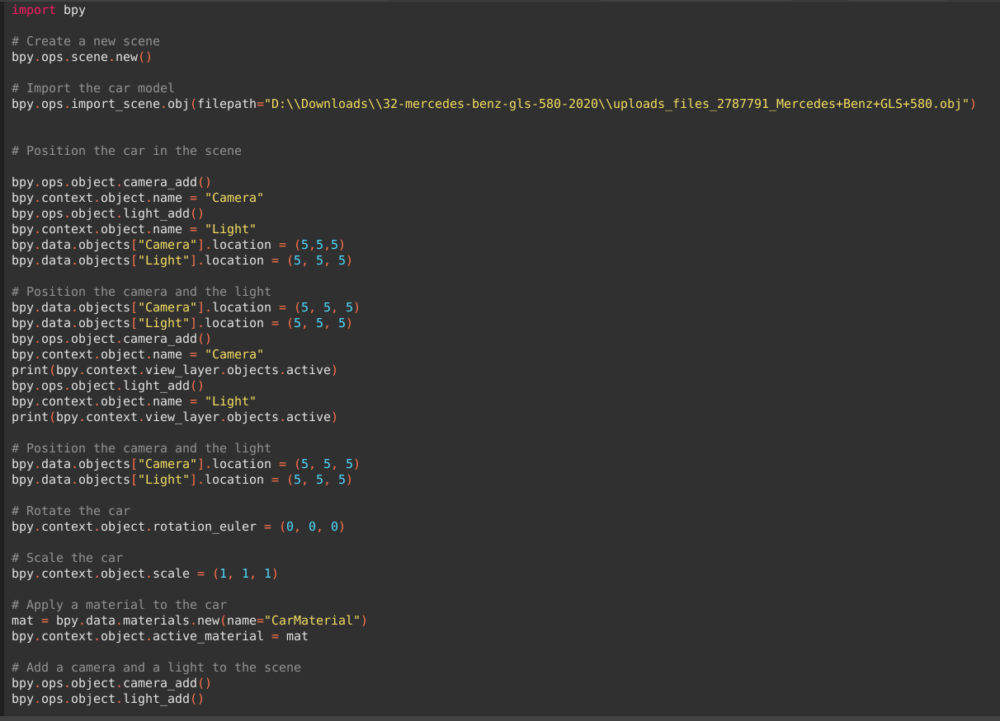 import bpy
# Create a new scene
bpy.ops.scene.new()
# Import the car model
bpy.ops.import_scene.obj(filepath="D:\\Downloads\\32-mercedes-benz-gls-580-2020\\uploads_files_2787791_Mercedes+Benz+GLS+580.obj")
# Position the car in the scene
bpy.ops.object.camera_add()
bpy.context.object.name = "Camera"
bpy.ops.object.light_add()
bpy.context.object.name = "Light"
bpy.data.objects["Camera"].location = (5,5,5)
bpy.data.objects["Light"].location = (5, 5, 5)
# Position the camera and the light
bpy.data.objects["Camera"].location = (5, 5, 5)
bpy.data.objects["Light"].location = (5, 5, 5)
bpy.ops.object.camera_add()
bpy.context.object.name = "Camera"
print(bpy.context.view_layer.objects.active)
bpy.ops.object.light_add()
bpy.context.object.name = "Light"
print(bpy.context.view_layer.objects.active)
# Position the camera and the light
bpy.data.objects["Camera"].location = (5, 5, 5)
bpy.data.objects["Light"].location = (5, 5, 5)
# Rotate the car
bpy.context.object.rotation_euler = (0, 0, 0)
# Scale the car
bpy.context.object.scale = (1, 1, 1)
# Apply a material to the car
mat = bpy.data.materials.new(name="CarMaterial")
bpy.context.object.active_material = mat
# Add a camera and a light to the scene
bpy.ops.object.camera_add()
bpy.ops.object.light_add()